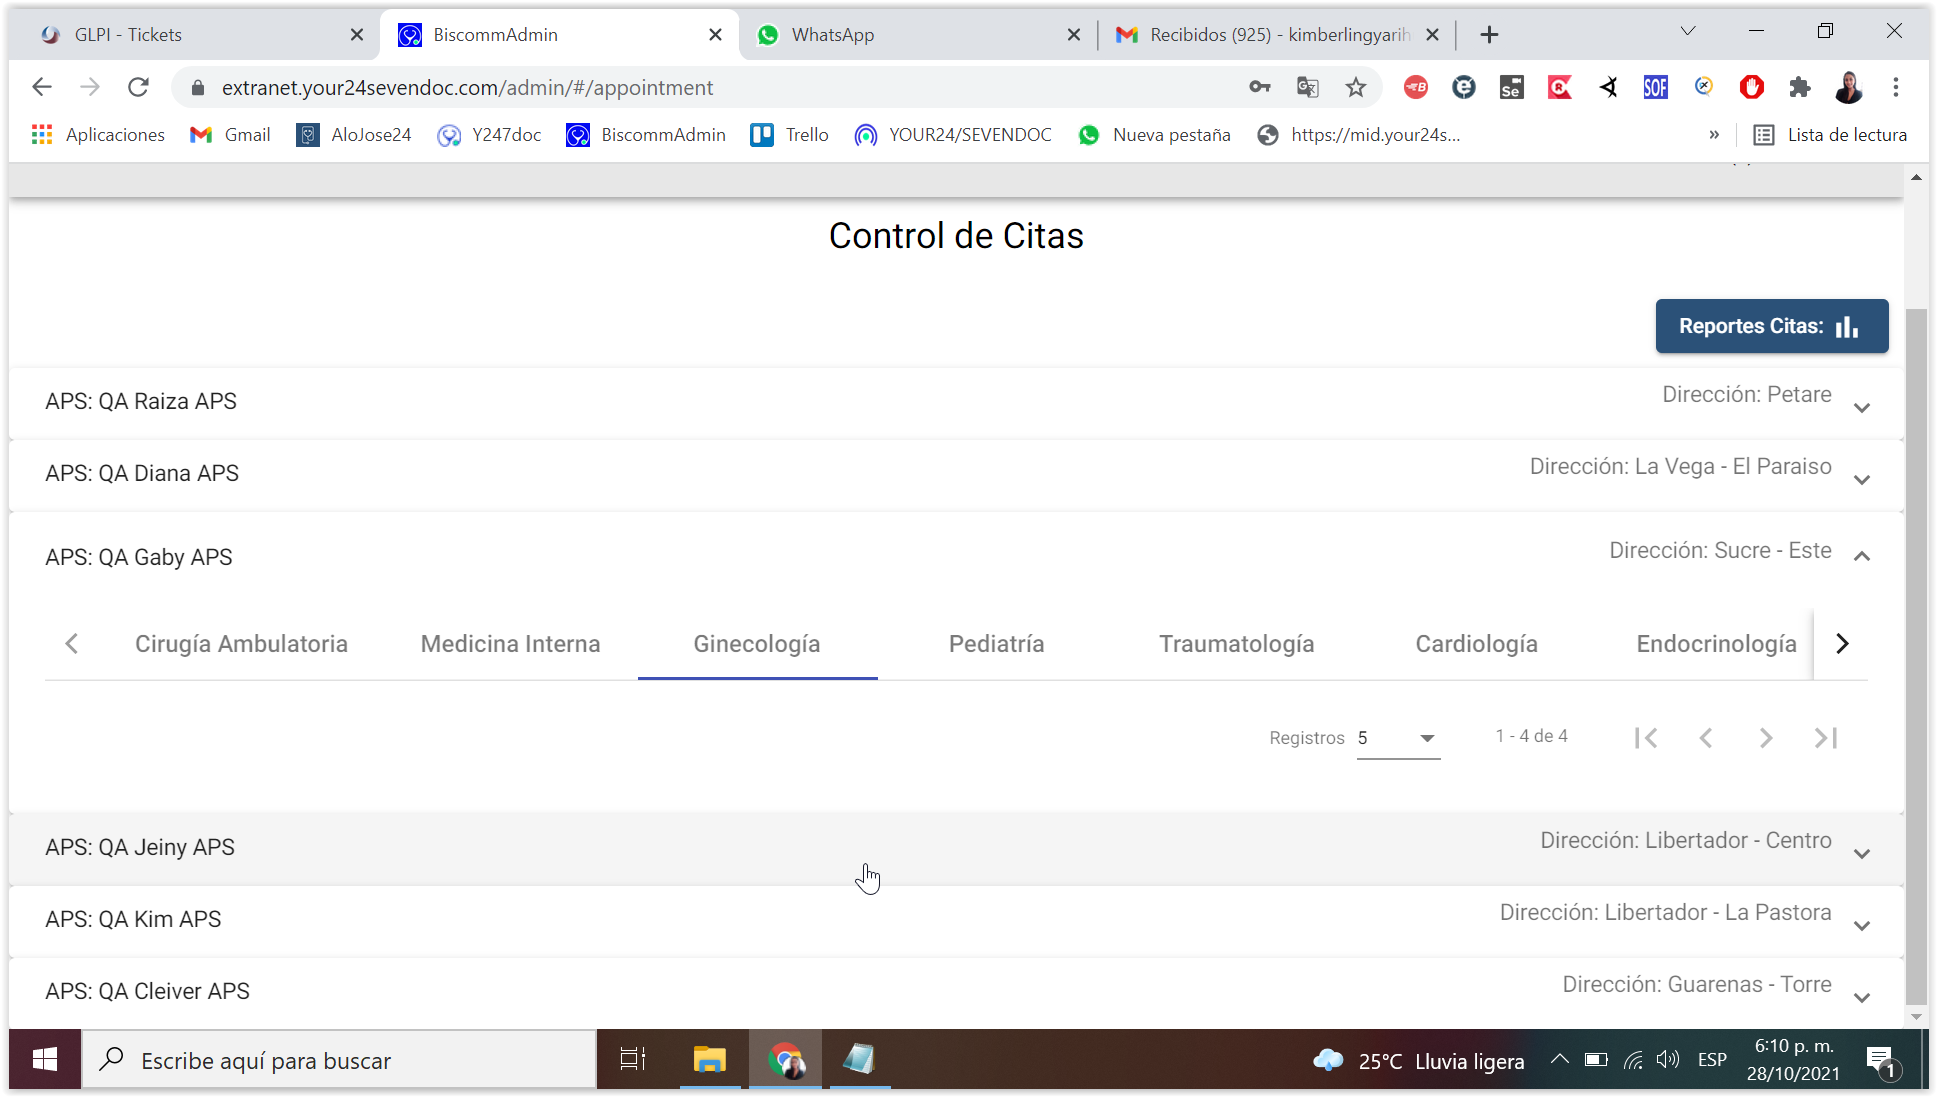 GLPI - Tickets
BiscommAdmin
WhatsApp
Recibidos (925) - kimberlingyarih
extranet.your24sevendoc.com/admin/#/appointment
Aplicaciones
Gmail
AloJose24
Y247doc
BiscommAdmin
Trello
YOUR24/SEVENDOC
Nueva pestaña
https://mid.your24s...
»
Lista de lectura
Control de Citas
Reportes Citas:
APS: QA Raiza APS
Dirección: Petare
APS: QA Diana APS
Dirección: La Vega - El Paraiso
APS: QA Gaby APS
Dirección: Sucre - Este
Cirugía Ambulatoria
Medicina Interna
Ginecología
Pediatría
Traumatología
Cardiología
Endocrinología
Registros 5
1 - 4 de 4
APS: QA Jeiny APS
Dirección: Libertador - Centro
APS: QA Kim APS
Dirección: Libertador - La Pastora
APS: QA Cleiver APS
Dirección: Guarenas - Torre
Escribe aquí para buscar
25°C Lluvia ligera
ESP
6:10 p. m.
28/10/2021
1
SOF
Se